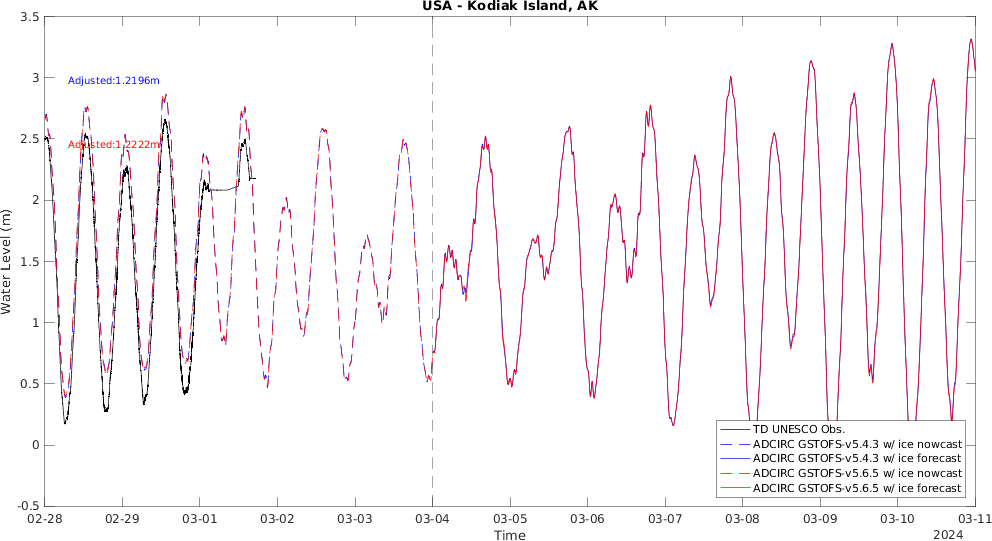 USA - Kodiak Island, AK
3.5
3
2.5
2
1.5
1
0.5
0
-0.5
Water Level (m)
Adjusted:1.2196m
Adjusted:1.2222m
TD UNESCO Obs.
ADCIRC GSTOFS-v5.4.3 w/ ice nowcast
ADCIRC GSTOFS-v5.4.3 w/ ice forecast
ADCIRC GSTOFS-v5.6.5 w/ ice nowcast
ADCIRC GSTOFS-v5.6.5 w/ ice forecast
02-28 02-29 03-01 03-02 03-03 03-04 03-05 03-06 03-07 03-08 03-09 03-10 03-11
Time
2024